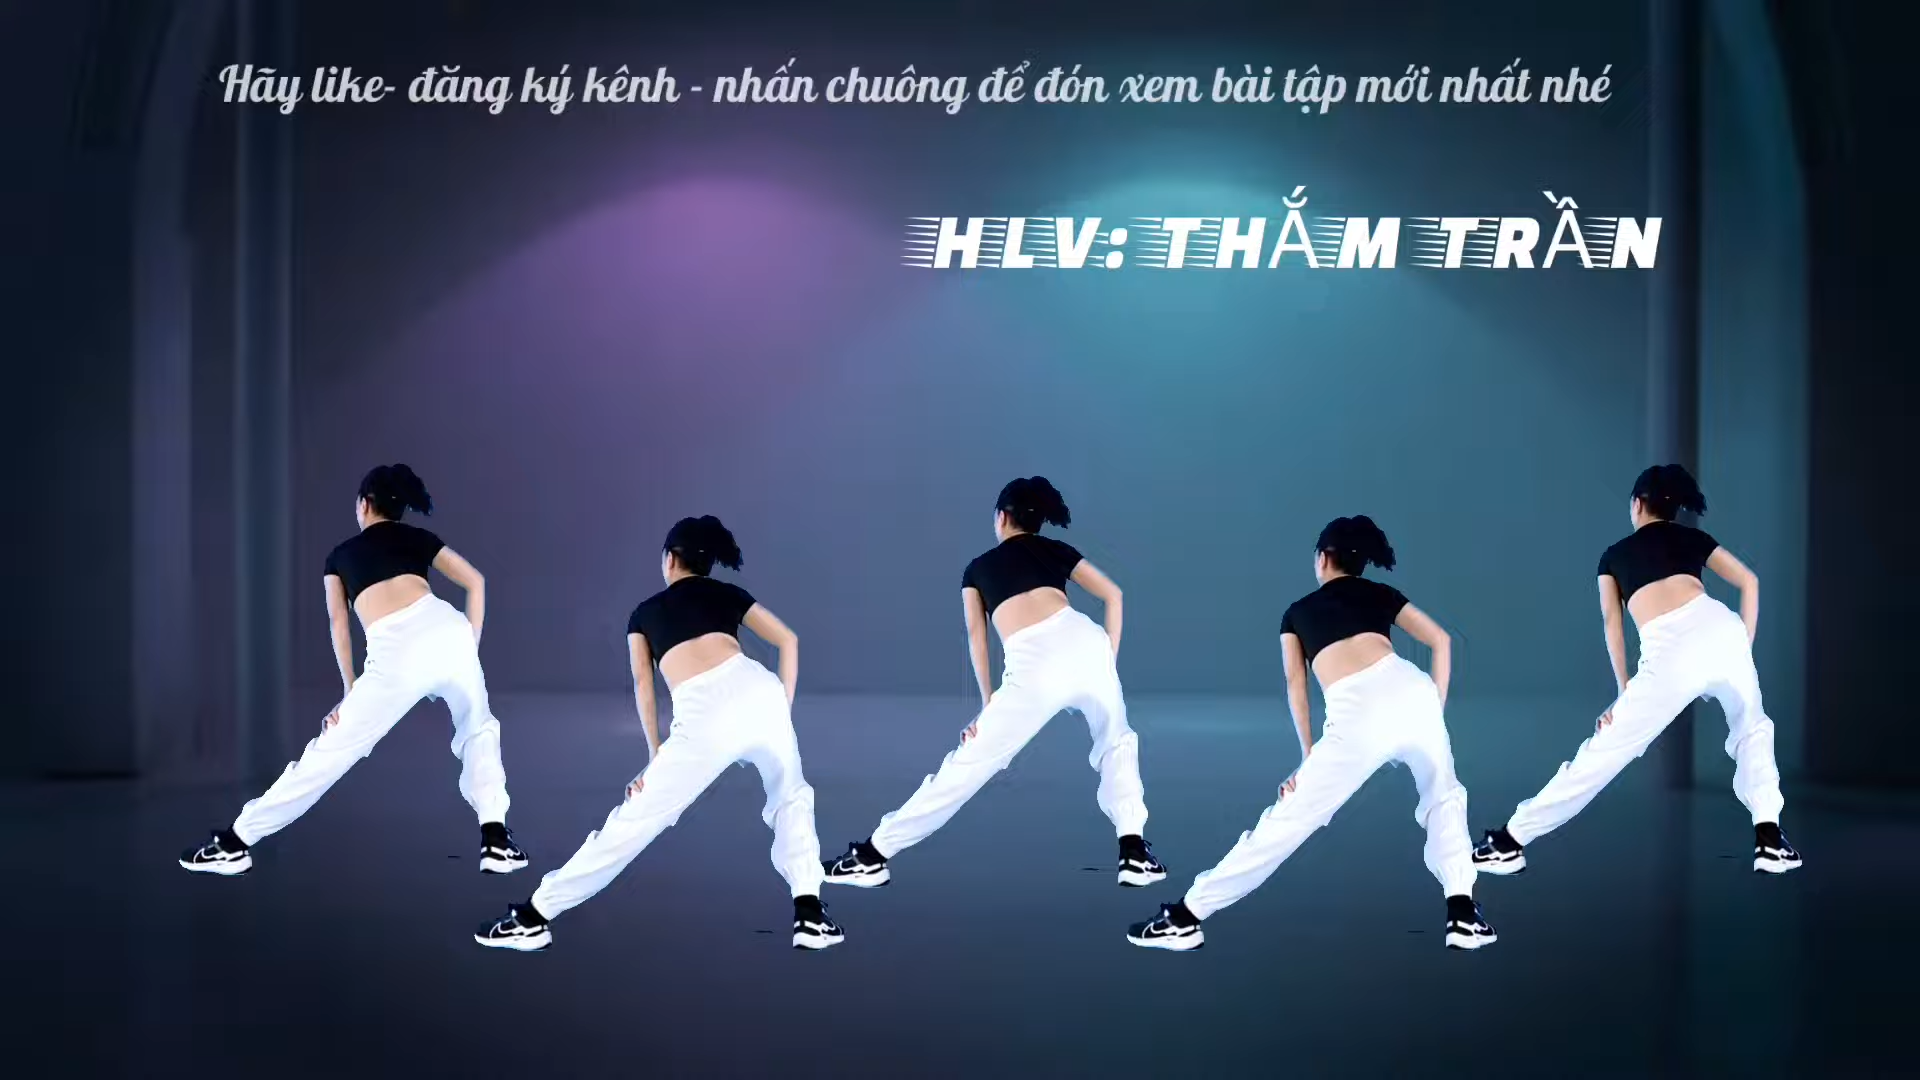 Hãy like- đăng ký kênh - nhấn chuông để đón xem bài tập mới nhất nhé
HLV: THẮM TRẦN